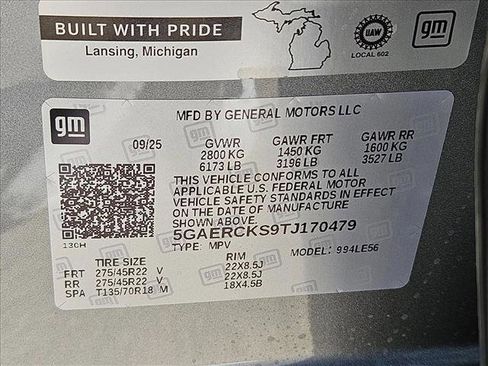 BUILT WITH PRIDE
Lansing, Michigan
UAW
LOCAL 602
gm
gm
MFD BY GENERAL MOTORS LLC
09/25 GVWR GAWR FRT GAWR RR
2800 KG 1450 KG 1600 KG
6173 LB 3196 LB 3527 LB
THIS VEHICLE CONFORMS TO ALL
APPLICABLE U.S. FEDERAL MOTOR
VEHICLE SAFETY STANDARDS IN EFFECT
ON THE DATE OF MANUFACTURE
SHOWN ABOVE
5GAERCKS9TJ170479
130H TYPE: MPV MODEL: 994LE56
TIRE SIZE RIM
FRT 275/45R22 V 22X8.5J
RR 275/45R22 V 22X8.5J
SPA T135/70R18 M 18X4.5B